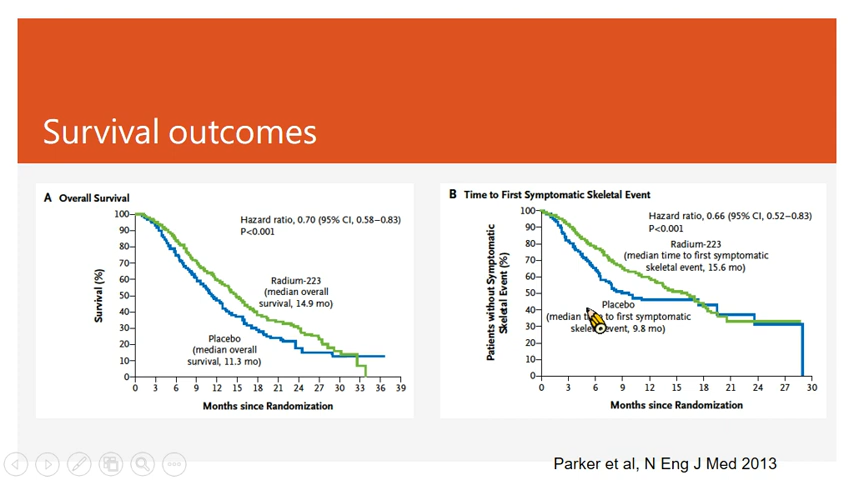 Survival outcomes
A Overall Survival
Hazard ratio, 0.70 (95% CI, 0.58–0.83)
P<0.001
Radium-223
(median overall
survival, 14.9 mo)
Placebo
(median overall
survival, 11.3 mo)
Survival (%)
100
90
80
70
60
50
40
30
20
10
0
0 3 6 9 12 15 18 21 24 27 30 33 36 39
Months since Randomization
B Time to First Symptomatic Skeletal Event
Hazard ratio, 0.66 (95% CI, 0.52–0.83)
P<0.001
Radium-223
(median time to first symptomatic
skeletal event, 15.6 mo)
Placebo
(median to first symptomatic
event, 9.8 mo)
Patients without Symptomatic
Skeletal Event (%)
100
90
80
70
60
50
40
30
20
10
0
0 3 6 9 12 15 18 21 24 27 30
Months since Randomization
Parker et al, N Eng J Med 2013